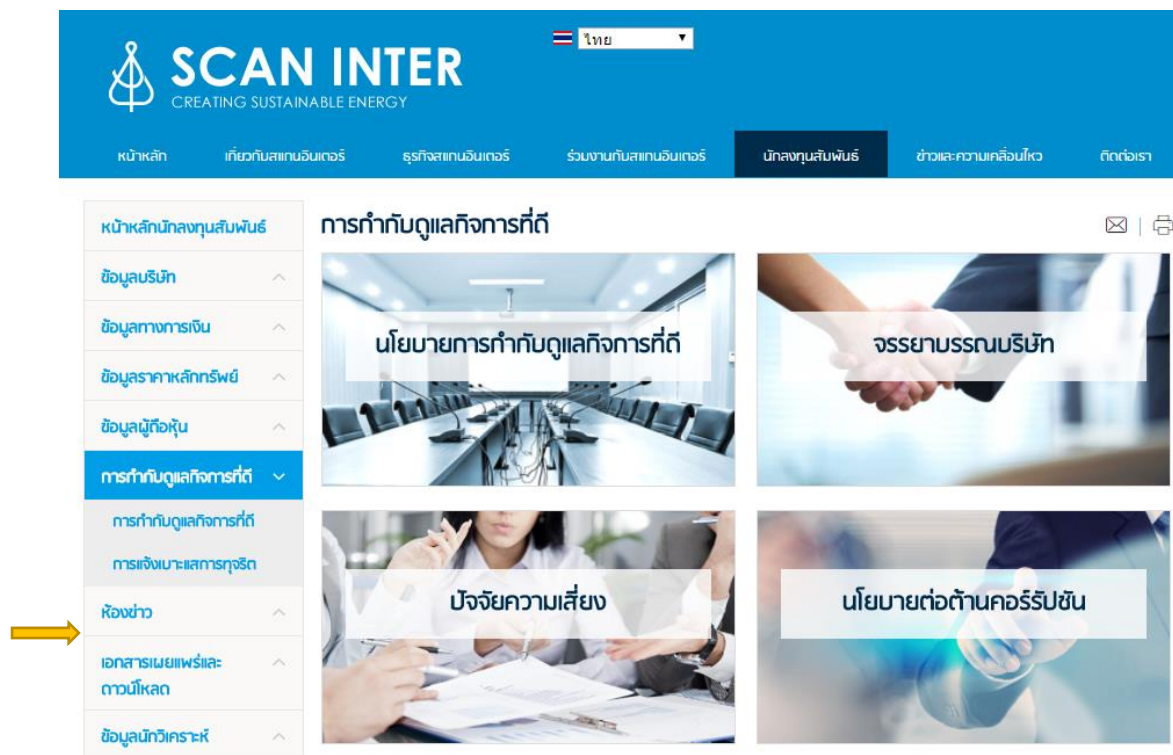 ไทย
SCAN INTER
CREATING SUSTAINABLE ENERGY
หน้าหลัก เกี่ยวกับสแกนอินเตอร์ ธุรกิจสแกนอินเตอร์ ร่วมงานกับสแกนอินเตอร์ นักลงทุนสัมพันธ์ ข่าวและความเคลื่อนไหว ติดต่อเรา
หน้าหลักนักลงทุนสัมพันธ์
ข้อมูลบริษัท
ข้อมูลทางการเงิน
ข้อมูลราคาหลักทรัพย์
ข้อมูลผู้ถือหุ้น
การกำกับดูแลกิจการที่ดี
การกำกับดูแลกิจการที่ดี
การแจ้งเบาะแสการทุจริต
ห้องข่าว
เอกสารเผยแพร่และ
ดาวน์โหลด
ข้อมูลนักวิเคราะห์
การกำกับดูแลกิจการที่ดี
นโยบายการกำกับดูแลกิจการที่ดี
จรรยาบรรณบริษัท
ปัจจัยความเสี่ยง
นโยบายต่อต้านคอร์รัปชัน